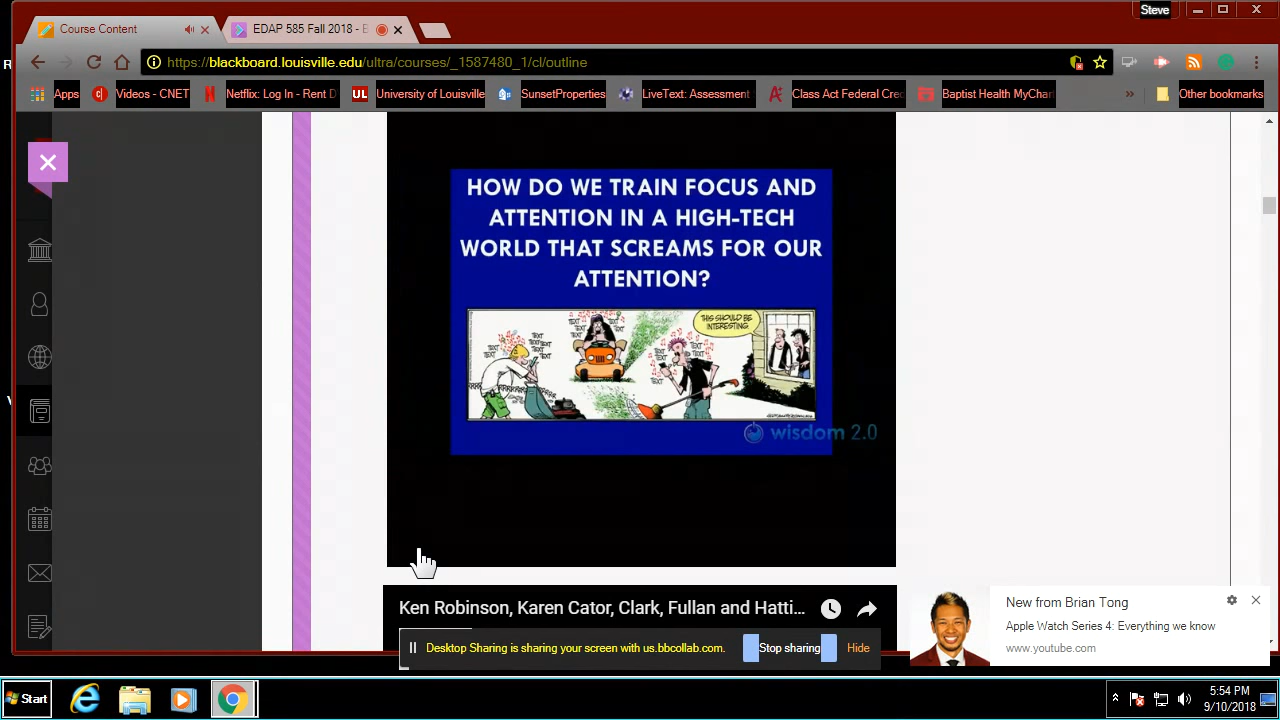 Steve
Course Content
EDAP 585 Fall 2018 - B
https://blackboard.louisville.edu/ultra/courses/_1587480_1/cl/outline
Apps
Videos - CNET
Netflix: Log In - Rent D
University of Louisville
SunsetProperties
LiveText: Assessment
Class Act Federal Cred
Baptist Health MyChar
»
Other bookmarks
HOW DO WE TRAIN FOCUS AND
ATTENTION IN A HIGH-TECH
WORLD THAT SCREAMS FOR OUR
ATTENTION?
THIS SHOULD BE
INTERESTING.
TEXT
TEXT
TEXT
wisdom 2.0
Ken Robinson, Karen Cator, Clark, Fullan and Hatti...
Desktop Sharing is sharing your screen with us.bbcollab.com.
Stop sharing
Hide
New from Brian Tong
Apple Watch Series 4: Everything we know
www.youtube.com
Start
5:54 PM
9/10/2018